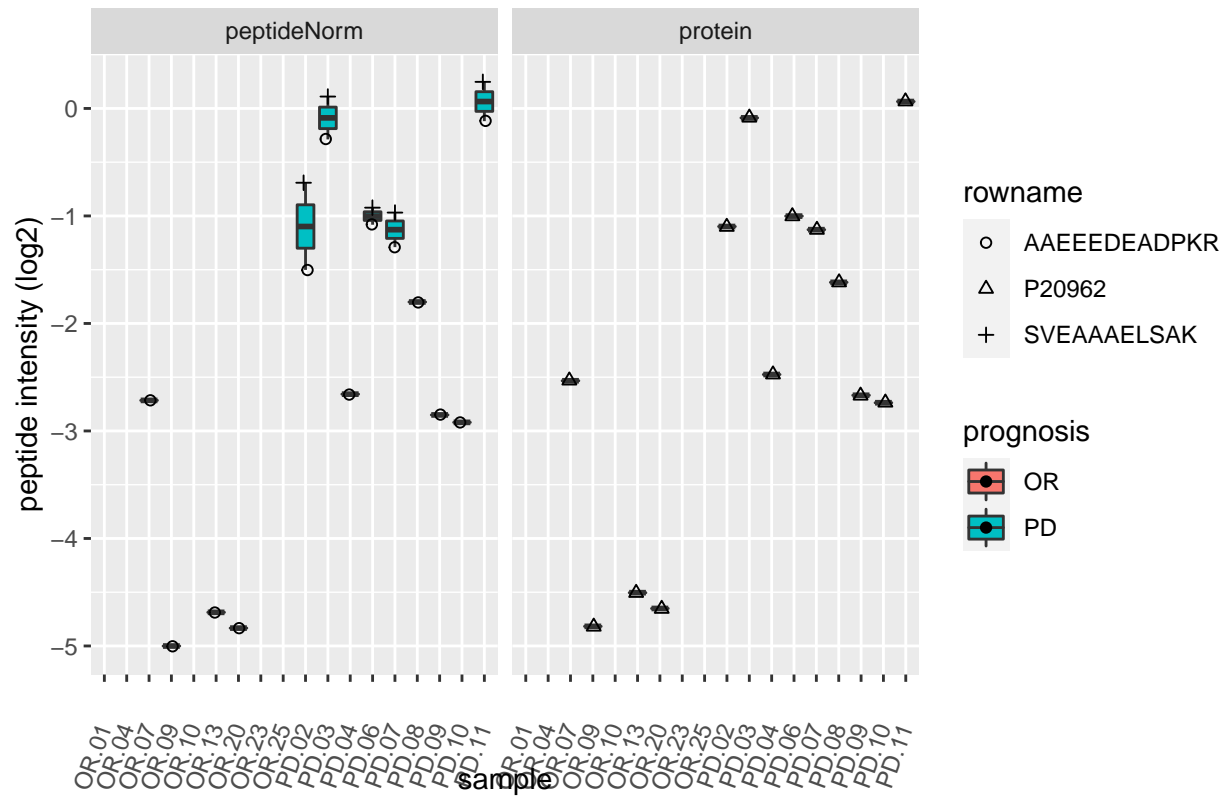 peptideNorm
protein
0
−1
−2
−3
−4
−5
peptide intensity (log2)
OR.01
OR.04
OR.07
OR.09
OR.10
OR.13
OR.20
OR.23
OR.25
PD.02
PD.03
PD.04
PD.06
PD.07
PD.08
PD.09
PD.10
PD.11
OR.01
OR.04
OR.07
OR.09
OR.10
OR.13
OR.20
OR.23
OR.25
PD.02
PD.03
PD.04
PD.06
PD.07
PD.08
PD.09
PD.10
PD.11
sample
rowname
AAEEEDEADPKR
P20962
SVEAAAELSAK
prognosis
OR
PD